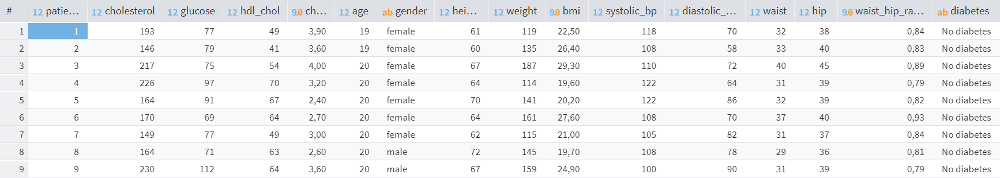 # 12 patie... 12 cholesterol 12 glucose 12 hdl_chol 9.0 ch... 12 age ab gender 12 hei... 12 weight 9.0 bmi 12 systolic_bp 12 diastolic_... 12 waist 12 hip 9.0 waist_hip_ra... ab diabetes
1 1 193 77 49 3,90 19 female 61 119 22,50 118 70 32 38 0,84 No diabetes
2 2 146 79 41 3,60 19 female 60 135 26,40 108 58 33 40 0,83 No diabetes
3 3 217 75 54 4,00 20 female 67 187 29,30 110 72 40 45 0,89 No diabetes
4 4 226 97 70 3,20 20 female 64 114 19,60 122 64 31 39 0,79 No diabetes
5 5 164 91 67 2,40 20 female 70 141 20,20 122 86 32 39 0,82 No diabetes
6 6 170 69 64 2,70 20 female 64 161 27,60 108 70 37 40 0,93 No diabetes
7 7 149 77 49 3,00 20 female 62 115 21,00 105 82 31 37 0,84 No diabetes
8 8 164 71 63 2,60 20 male 72 145 19,70 108 78 29 36 0,81 No diabetes
9 9 230 112 64 3,60 20 male 67 159 24,90 100 90 31 39 0,79 No diabetes